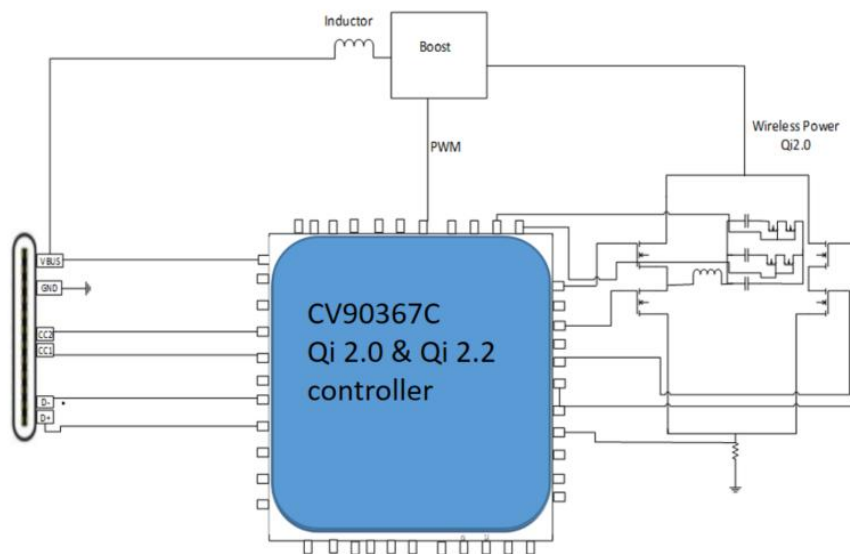 Inductor
Boost
Wireless Power
Qi2.0
PWM
VBUS
GND
CC2
CC1
D-
D+
CV90367C
Qi 2.0 & Qi 2.2
controller